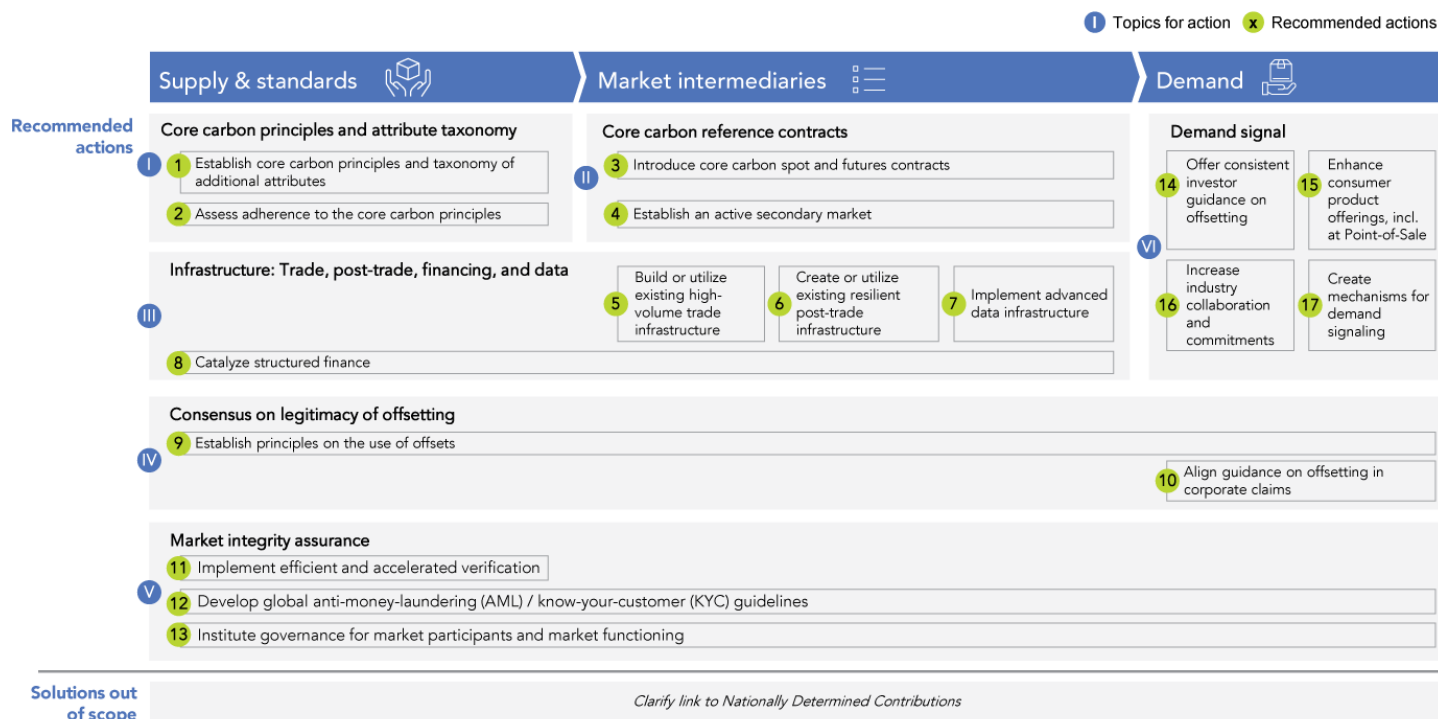 I Topics for action x Recommended actions
Supply & standards
Market intermediaries
Demand
Recommended
actions
Core carbon principles and attribute taxonomy
I
1 Establish core carbon principles and taxonomy of
additional attributes
2 Assess adherence to the core carbon principles
Core carbon reference contracts
II
3 Introduce core carbon spot and futures contracts
4 Establish an active secondary market
Demand signal
VI
14 Offer consistent
investor
guidance on
offsetting
15 Enhance
consumer
product
offerings, incl.
at Point-of-Sale
16 Increase
industry
collaboration
and
commitments
17 Create
mechanisms for
demand
signaling
Infrastructure: Trade, post-trade, financing, and data
III
5 Build or utilize
existing high-
volume trade
infrastructure
6 Create or utilize
existing resilient
post-trade
infrastructure
7 Implement advanced
data infrastructure
8 Catalyze structured finance
Consensus on legitimacy of offsetting
IV
9 Establish principles on the use of offsets
10 Align guidance on offsetting in
corporate claims
Market integrity assurance
V
11 Implement efficient and accelerated verification
12 Develop global anti-money-laundering (AML) / know-your-customer (KYC) guidelines
13 Institute governance for market participants and market functioning
Solutions out
of scope
Clarify link to Nationally Determined Contributions